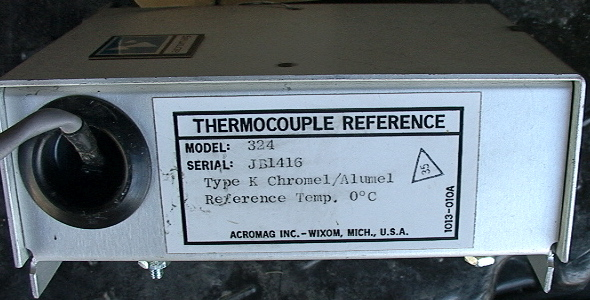 THERMOCOUPLE REFERENCE
MODEL: 324
SERIAL: JB1416
Type K Chromel/Alumel
Reference Temp. 0°C
35
1013-010A
ACROMAG INC.-WIXOM, MICH., U.S.A.